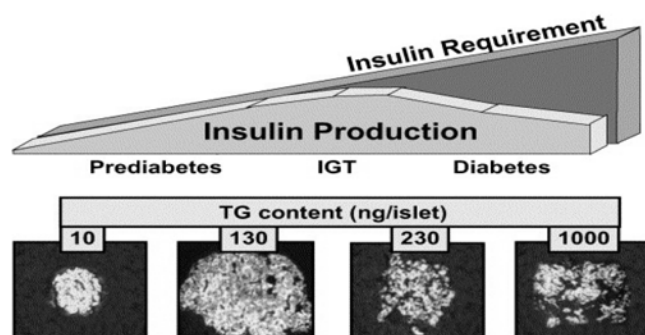 Insulin Requirement
Insulin Production
Prediabetes IGT Diabetes
TG content (ng/islet)
10 130 230 1000